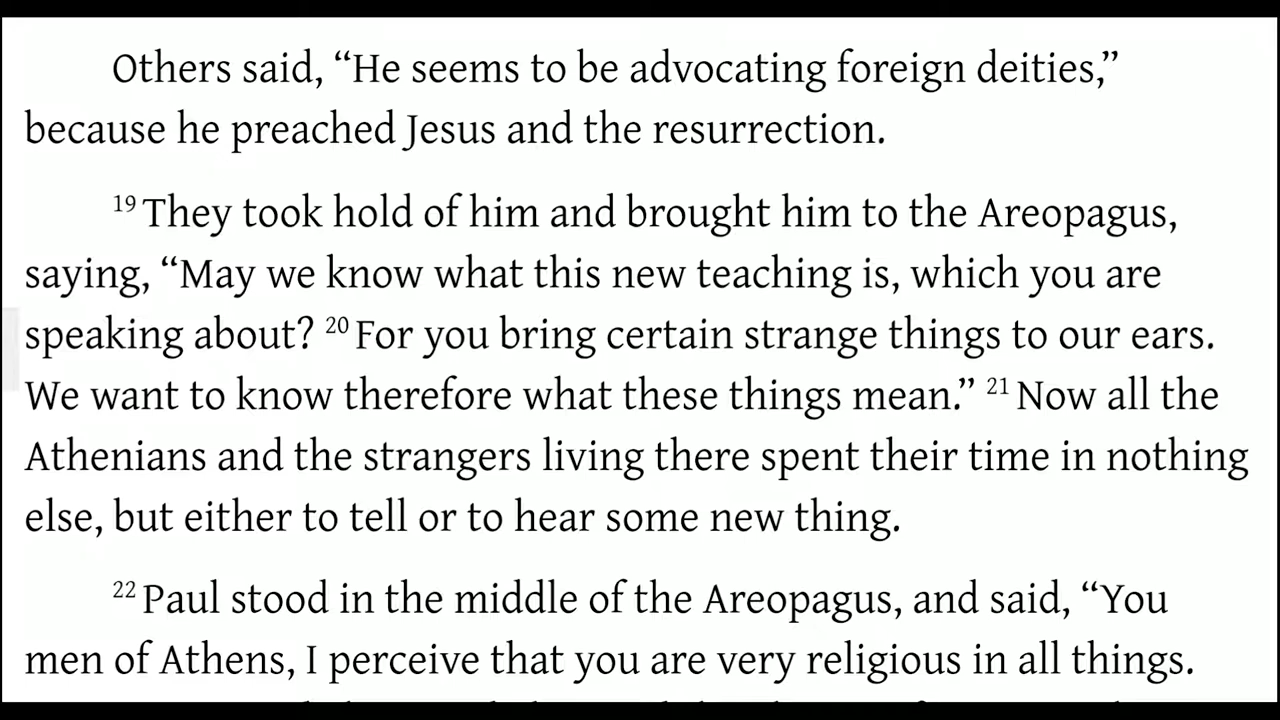 Others said, “He seems to be advocating foreign deities,”
because he preached Jesus and the resurrection.
19 They took hold of him and brought him to the Areopagus,
saying, “May we know what this new teaching is, which you are
speaking about? 20 For you bring certain strange things to our ears.
We want to know therefore what these things mean.” 21 Now all the
Athenians and the strangers living there spent their time in nothing
else, but either to tell or to hear some new thing.
22 Paul stood in the middle of the Areopagus, and said, “You
men of Athens, I perceive that you are very religious in all things.